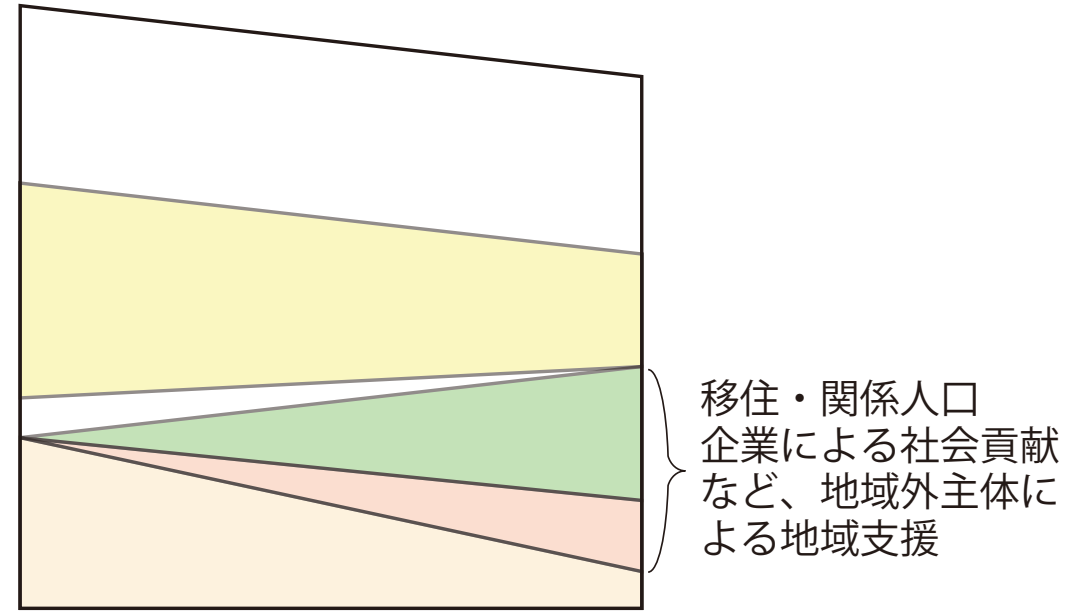 移住・関係人口
企業による社会貢献
など、地域外主体に
よる地域支援